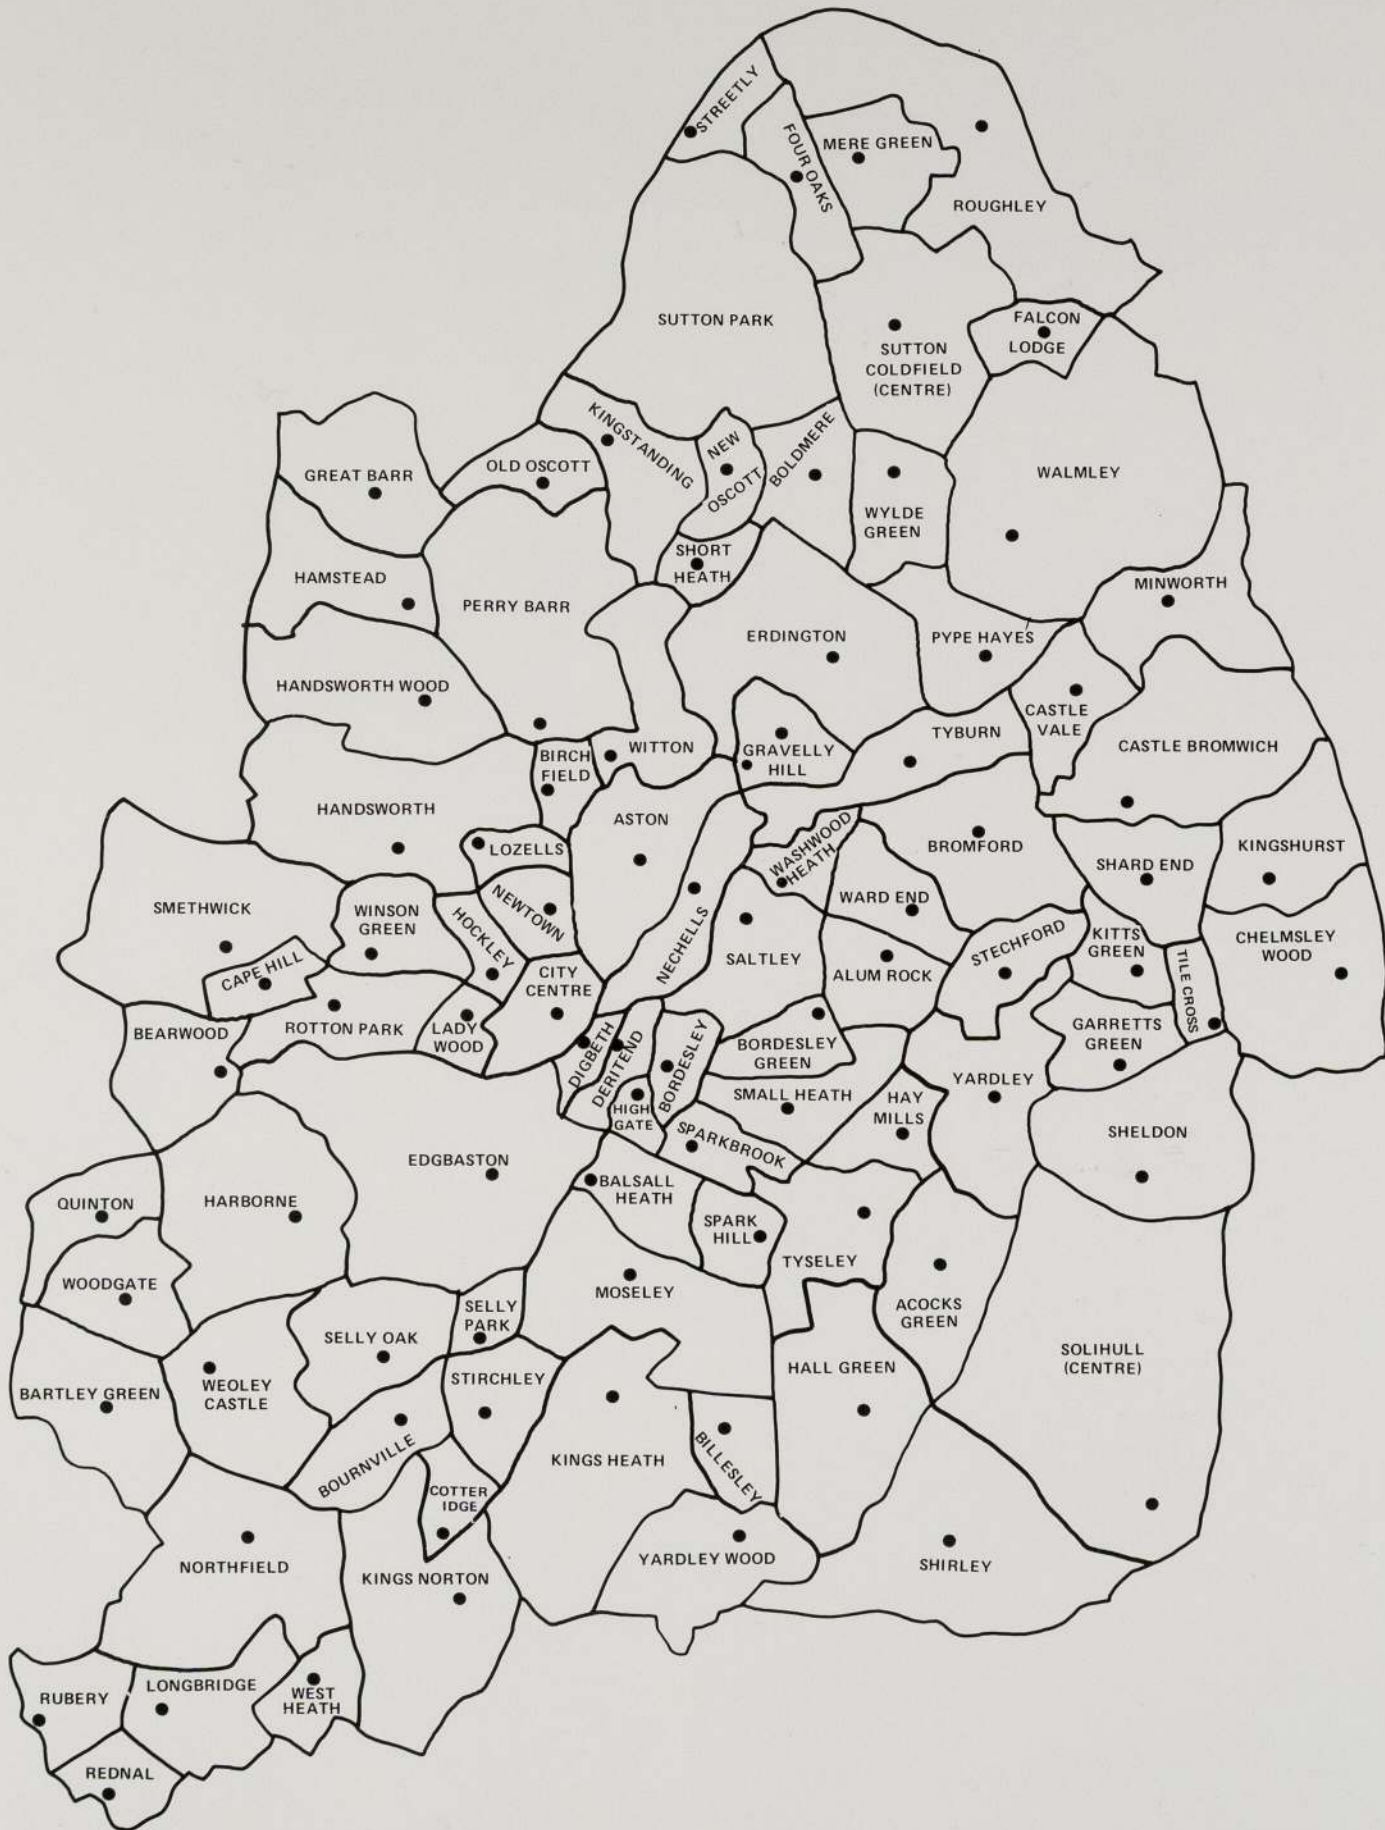 STREETLY
FOUR OAKS
MERE GREEN
ROUGHLEY
SUTTON PARK
SUTTON
COLDFIELD
(CENTRE)
FALCON
LODGE
KINGSTANDING
NEW
OSCOTT
BOLDMERE
OLD OSCOTT
GREAT BARR
WALMLEY
WYLDE
GREEN
SHORT
HEATH
HAMSTEAD
PERRY BARR
MINWORTH
ERDINGTON
PYPE HAYES
HANDSWORTH WOOD
CASTLE
VALE
TYBURN
CASTLE BROMWICH
WITTON
GRAVELLY
HILL
BIRCH
FIELD
HANDSWORTH
ASTON
LOZELLS
WASHWOOD
HEATH
BROMFORD
KINGSHURST
SHARD END
WARD END
SMETHWICK
WINSON
GREEN
HOCKLEY
NEWTOWN
NECHELLS
SALTLEY
ALUM ROCK
STECHFORD
KITTS
GREEN
TILE CROSS
CHELMSLEY
WOOD
CAPE HILL
CITY
CENTRE
BEARWOOD
ROTTON PARK
LADY
WOOD
DIGBETH
DERITEND
BORDESLEY
BORDESLEY
GREEN
GARRETTS
GREEN
YARDLEY
HIGH
GATE
SMALL HEATH
HAY
MILLS
SPARKBROOK
SHELDON
EDGBASTON
BALSALL
HEATH
QUINTON
HARBORNE
SPARK
HILL
TYSELEY
WOODGATE
MOSELEY
ACOCKS
GREEN
SELLY
PARK
SELLY OAK
SOLIHULL
(CENTRE)
HALL GREEN
BARTLEY GREEN
WEOLEY
CASTLE
STIRCHLEY
BOURNVILLE
KINGS HEATH
BILLESLEY
COTTER
IDGE
NORTHFIELD
KINGS NORTON
YARDLEY WOOD
SHIRLEY
RUBERY
LONGBRIDGE
WEST
HEATH
REDNAL